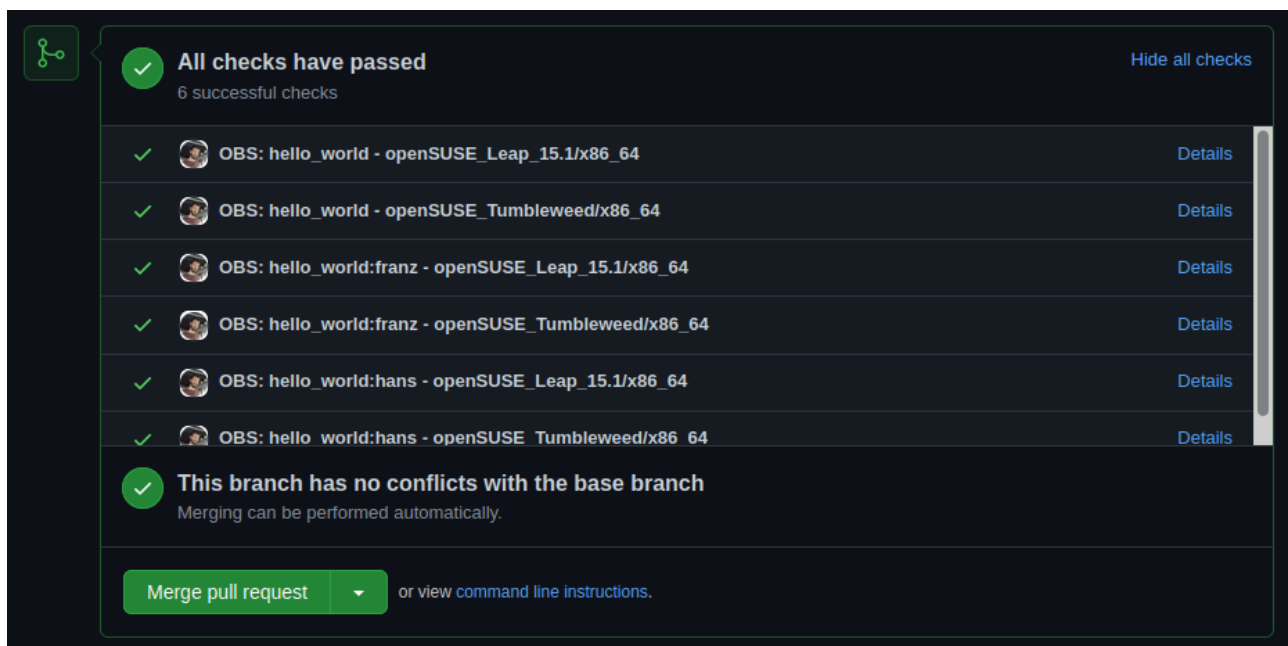 All checks have passed
Hide all checks
6 successful checks
OBS: hello_world - openSUSE_Leap_15.1/x86_64 Details
OBS: hello_world - openSUSE_Tumbleweed/x86_64 Details
OBS: hello_world:franz - openSUSE_Leap_15.1/x86_64 Details
OBS: hello_world:franz - openSUSE_Tumbleweed/x86_64 Details
OBS: hello_world:hans - openSUSE_Leap_15.1/x86_64 Details
OBS: hello_world:hans - openSUSE_Tumbleweed/x86_64 Details
This branch has no conflicts with the base branch
Merging can be performed automatically.
Merge pull request or view command line instructions.